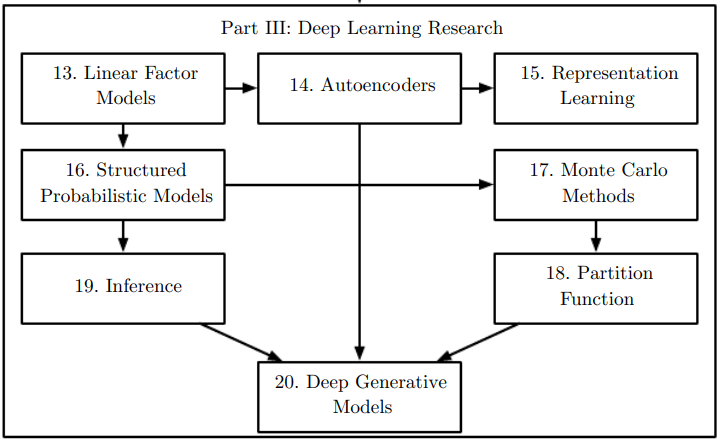 Part III: Deep Learning Research
13. Linear Factor
Models
14. Autoencoders
15. Representation
Learning
16. Structured
Probabilistic Models
17. Monte Carlo
Methods
19. Inference
18. Partition
Function
20. Deep Generative
Models